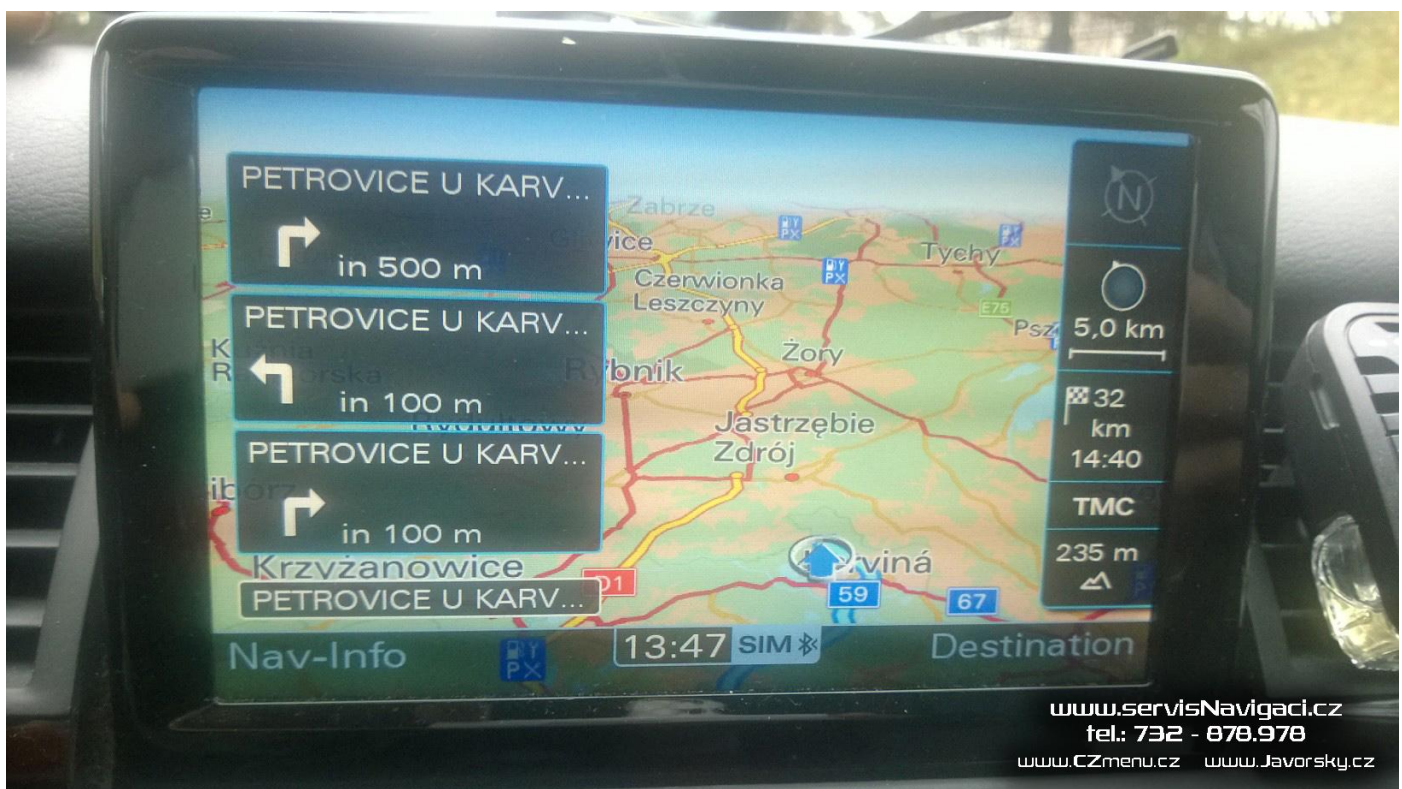 PETROVICE U KARV...
in 500 m
PETROVICE U KARV...
in 100 m
PETROVICE U KARV...
in 100 m
PETROVICE U KARV...
Zabrze
Czerwionka
Leszczyny
Tychy
E75
Żory
Rybnik
Jastrzębie
Zdrój
Krzyżanowice
59
67
N
5,0 km
32
km
14:40
TMC
235 m
Nav-Info
13:47 SIM
Destination
www.servisNavigaci.cz
tel.: 732 - 878.978
www.CZmenu.cz www.Javorsky.cz